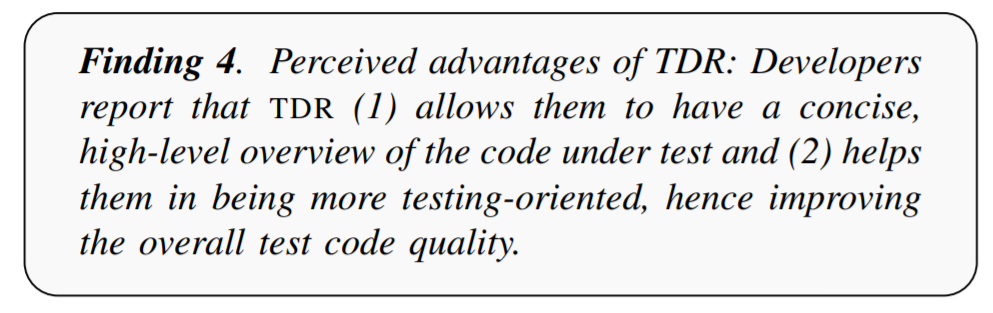 Finding 4. Perceived advantages of TDR: Developers
report that TDR (1) allows them to have a concise,
high-level overview of the code under test and (2) helps
them in being more testing-oriented, hence improving
the overall test code quality.